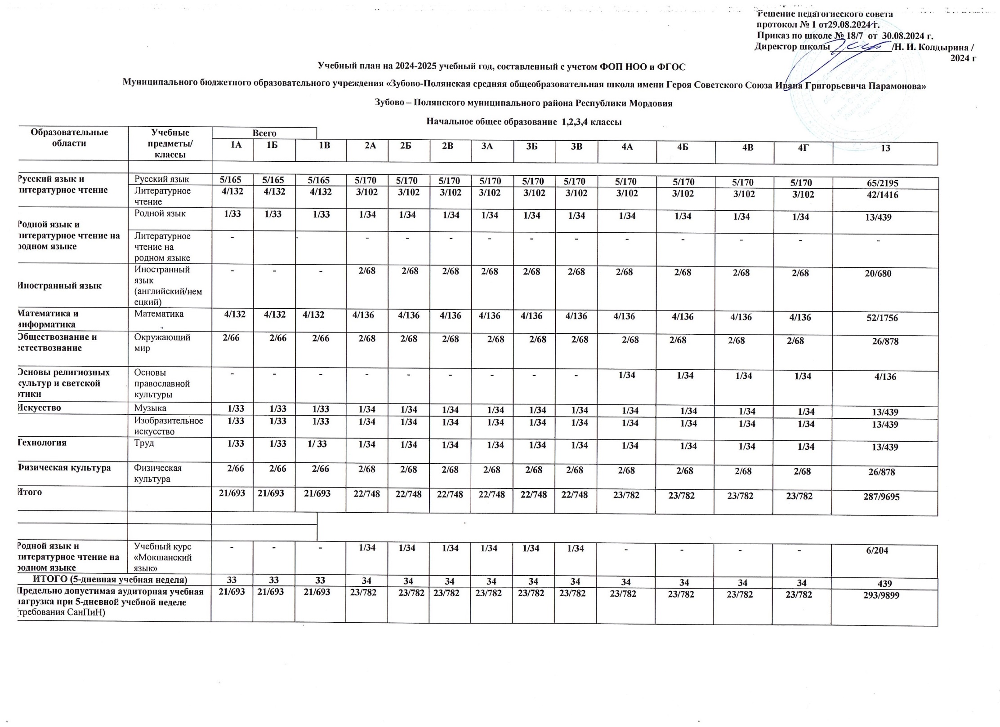 Решение педагогиеского совета
протокол № 1 от29.08.2024 г.
Приказ по школе № 18/7 от 30.08.2024 г.
Директор школы_____________/Н. И. Колдырина /
2024 г
Учебный план на 2024-2025 учебный год, составленный с учетом ФОП НОО и ФГОС
Муниципального бюджетного образовательного учреждения «Зубово-Полянская средняя общеобразовательная школа имени Героя Советского Союза Ивана Григорьевича Парамонова»
Зубово – Полянского муниципального района Республики Мордовия
Начальное общее образование 1,2,3,4 классы
Образовательные области Учебные предметы/ классы Всего
1А 1Б 1В 2А 2Б 2В 3А 3Б 3В 4А 4Б 4В 4Г 13
Русский язык и литературное чтение Русский язык 5/165 5/165 5/165 5/170 5/170 5/170 5/170 5/170 5/170 5/170 5/170 5/170 5/170 65/2195
Литературное чтение 4/132 4/132 4/132 3/102 3/102 3/102 3/102 3/102 3/102 3/102 3/102 3/102 3/102 42/1416
Родной язык и литературное чтение на родном языке Родной язык 1/33 1/33 1/33 1/34 1/34 1/34 1/34 1/34 1/34 1/34 1/34 1/34 1/34 13/439
Литературное чтение на родном языке - - - - - - - - - - - - -
Иностранный язык Иностранный язык (английский/немецкий) - - - 2/68 2/68 2/68 2/68 2/68 2/68 2/68 2/68 2/68 2/68 20/680
Математика и информатика Математика 4/132 4/132 4/132 4/136 4/136 4/136 4/136 4/136 4/136 4/136 4/136 4/136 4/136 52/1756
Обществознание и естествознание Окружающий мир 2/66 2/66 2/66 2/68 2/68 2/68 2/68 2/68 2/68 2/68 2/68 2/68 2/68 26/878
Основы религиозных культур и светской этики Основы православной культуры - - - - - - - - - 1/34 1/34 1/34 1/34 4/136
Искусство Музыка 1/33 1/33 1/33 1/34 1/34 1/34 1/34 1/34 1/34 1/34 1/34 1/34 1/34 13/439
Изобразительное искусство 1/33 1/33 1/33 1/34 1/34 1/34 1/34 1/34 1/34 1/34 1/34 1/34 1/34 13/439
Технология Труд 1/33 1/33 1/ 33 1/34 1/34 1/34 1/34 1/34 1/34 1/34 1/34 1/34 1/34 13/439
Физическая культура Физическая культура 2/66 2/66 2/66 2/68 2/68 2/68 2/68 2/68 2/68 2/68 2/68 2/68 2/68 26/878
Итого 21/693 21/693 21/693 22/748 22/748 22/748 22/748 22/748 22/748 23/782 23/782 23/782 23/782 287/9695
Родной язык и литературное чтение на родном языке Учебный курс «Мокшанский язык» - - - 1/34 1/34 1/34 1/34 1/34 1/34 - - - - 6/204
ИТОГО (5-дневная учебная неделя) 33 33 33 34 34 34 34 34 34 34 34 34 34 439
Предельно допустимая аудиторная учебная нагрузка при 5-дневной учебной неделе (требования СанПиН) 21/693 21/693 21/693 23/782 23/782 23/782 23/782 23/782 23/782 23/782 23/782 23/782 23/782 293/9899